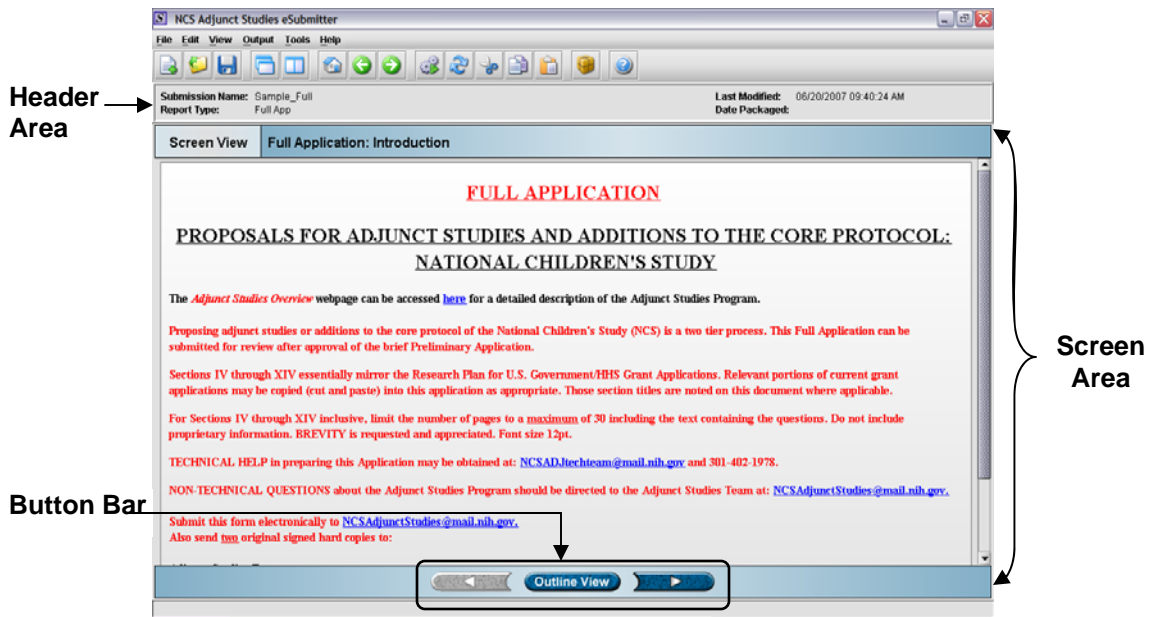 NCS Adjunct Studies eSubmitter
File Edit View Output Tools Help
Header
Area
Submission Name: Sample_Full
Report Type: Full App
Last Modified: 06/20/2007 09:40:24 AM
Date Packaged:
Screen View Full Application: Introduction
FULL APPLICATION
PROPOSALS FOR ADJUNCT STUDIES AND ADDITIONS TO THE CORE PROTOCOL:
NATIONAL CHILDREN'S STUDY
The Adjunct Studies Overview webpage can be accessed here for a detailed description of the Adjunct Studies Program.
Proposing adjunct studies or additions to the core protocol of the National Children's Study (NCS) is a two tier process. This Full Application can be
submitted for review after approval of the brief Preliminary Application.
Sections IV through XIV essentially mirror the Research Plan for U.S. Government/HHS Grant Applications. Relevant portions of current grant
applications may be copied (cut and paste) into this application as appropriate. Those section titles are noted on this document where applicable.
For Sections IV through XIV inclusive, limit the number of pages to a maximum of 30 including the text containing the questions. Do not include
proprietary information. BREVITY is requested and appreciated. Font size 12pt.
TECHNICAL HELP in preparing this Application may be obtained at: NCSADJtechteam@mail.nih.gov and 301-402-1978.
NON-TECHNICAL QUESTIONS about the Adjunct Studies Program should be directed to the Adjunct Studies Team at: NCSAdjunctStudies@mail.nih.gov.
Submit this form electronically to NCSAdjunctStudies@mail.nih.gov.
Also send two original signed hard copies to:
Screen
Area
Button Bar
Outline View